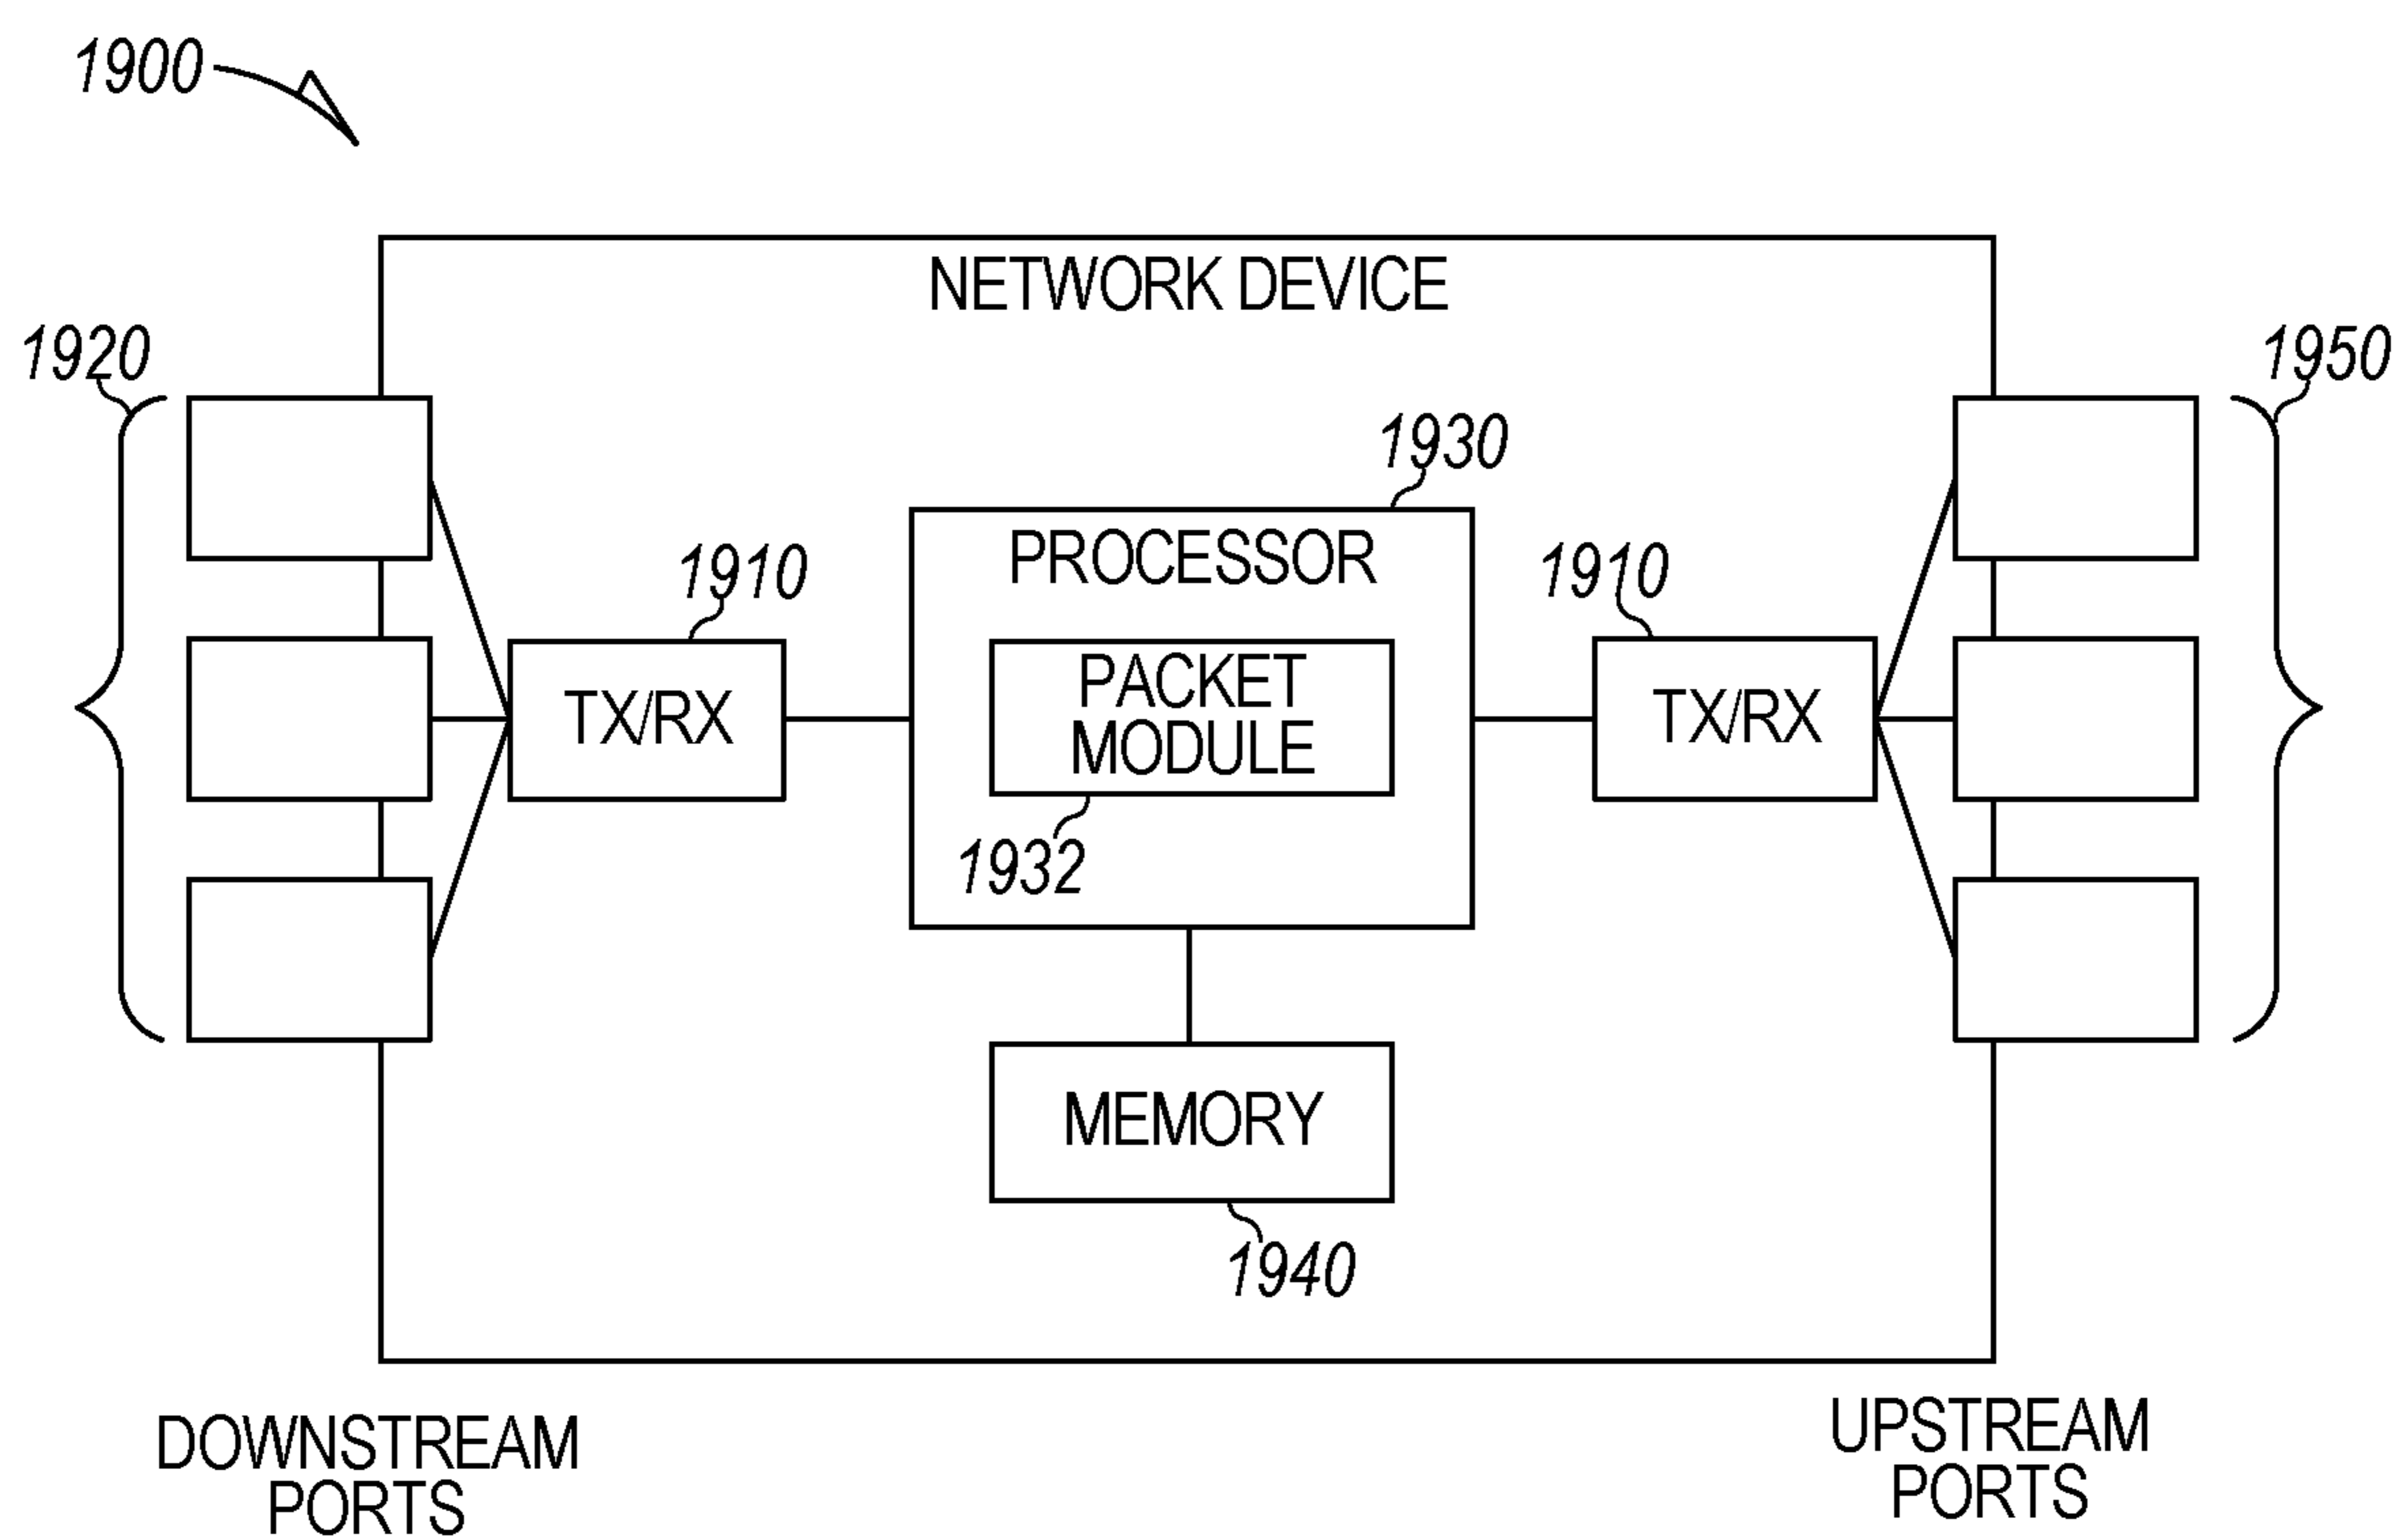 1900
NETWORK DEVICE
1920
1950
1930
PROCESSOR
1910
1910
PACKET
MODULE
TX/RX
TX/RX
1932
MEMORY
1940
DOWNSTREAM
PORTS
UPSTREAM
PORTS